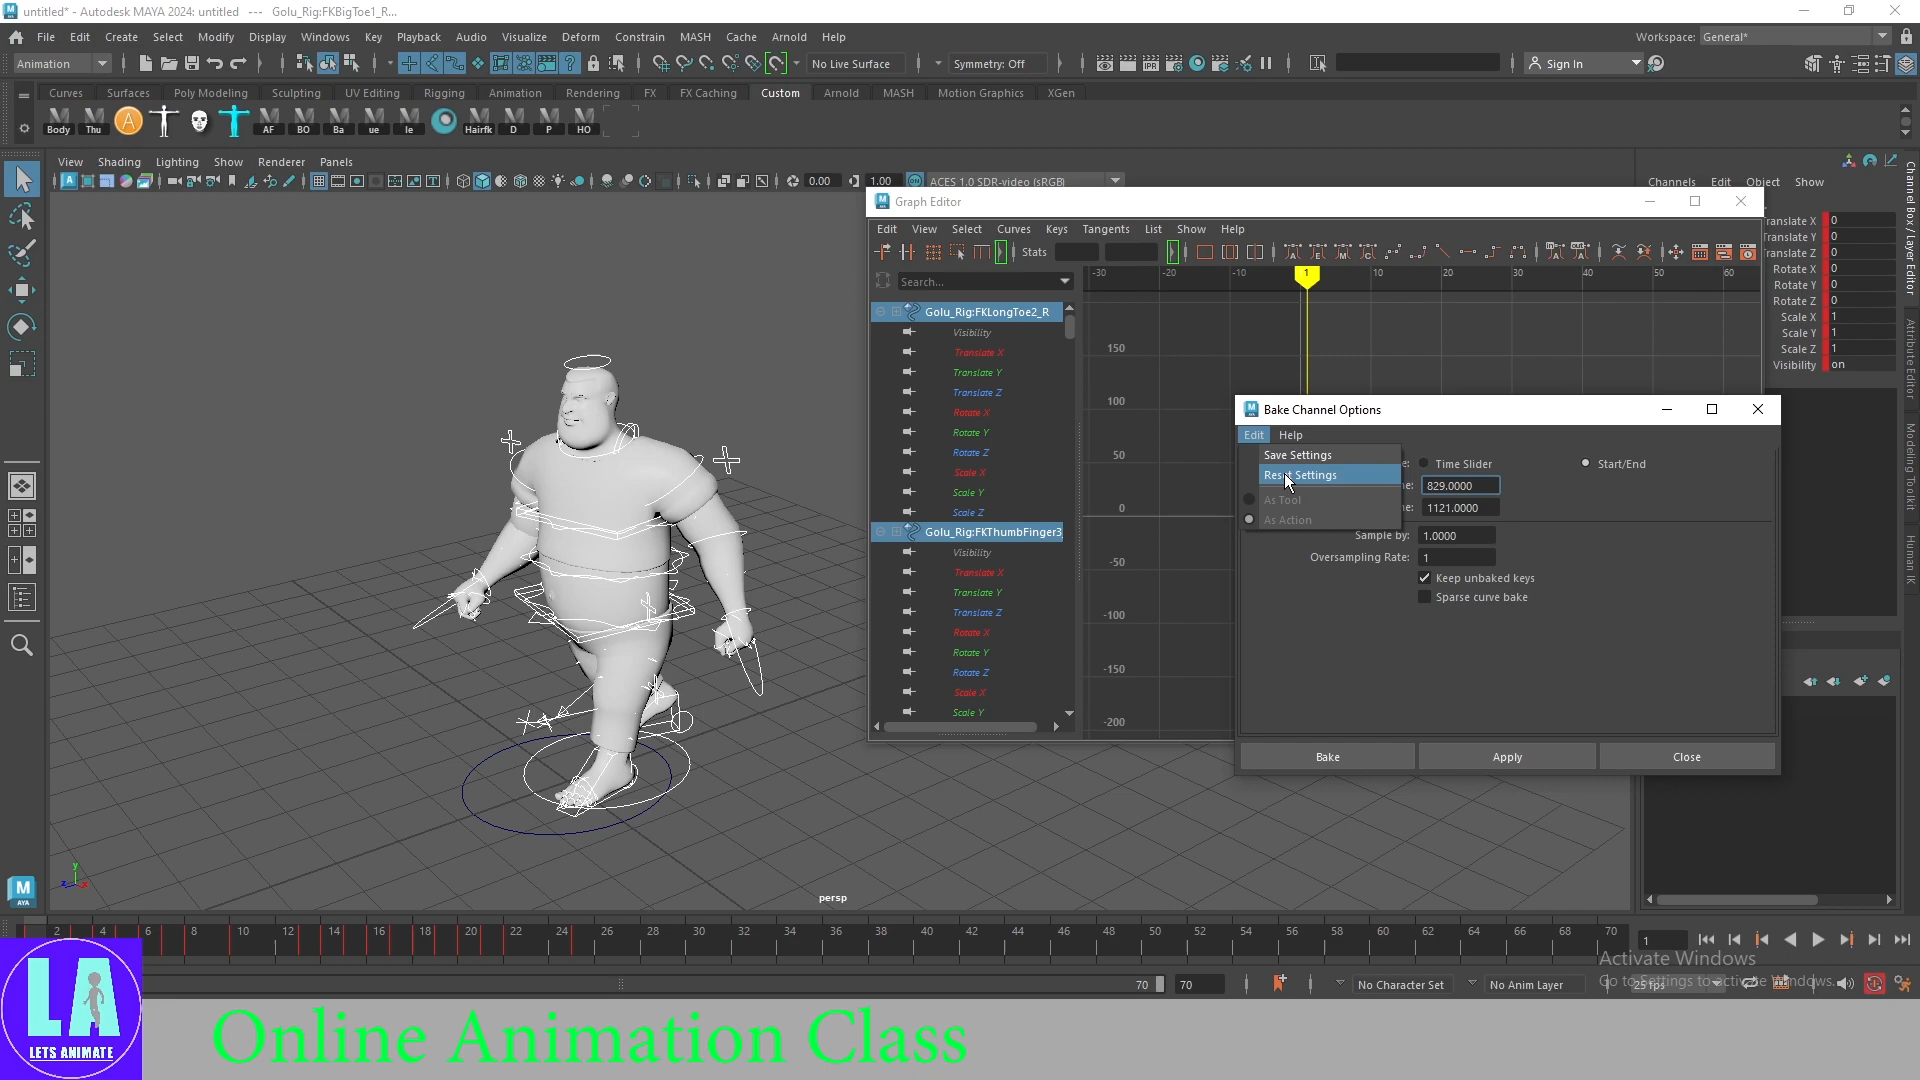 untitled* - Autodesk MAYA 2024: untitled --- Golu_Rig:FKBigToe1_R...
File Edit Create Select Modify Display Windows Key Playback Audio Visualize Deform Constrain MASH Cache Arnold Help
Workspace: General*
Animation
No Live Surface
Symmetry: Off
Sign In
Curves Surfaces Poly Modeling Sculpting UV Editing Rigging Animation Rendering FX FX Caching Custom Arnold MASH Motion Graphics XGen
Body Thu AF BO Ba ue le Hairfk D P HO
View Shading Lighting Show Renderer Panels
0.00 1.00 ACES 1.0 SDR-video (sRGB)
Channels Edit Object Show
Graph Editor
Edit View Select Curves Keys Tangents List Show Help
Stats
Search...
-30 -20 -10 1 10 20 30 40 50 60
Golu_Rig:FKLongToe2_R
Visibility
Translate X
Translate Y
Translate Z
Rotate X
Rotate Y
Rotate Z
Scale X
Scale Y
Scale Z
Golu_Rig:FKThumbFinger3
Visibility
Translate X
Translate Y
Translate Z
Rotate X
Rotate Y
Rotate Z
Scale X
Scale Y
150
100
50
0
-50
-100
-150
-200
ranslate X 0
ranslate Y 0
ranslate Z 0
Rotate X 0
Rotate Y 0
Rotate Z 0
Scale X 1
Scale Y 1
Scale Z 1
Visibility on
Channel Box / Layer Editor
Attribute Editor
Modeling Toolkit
Human IK
Bake Channel Options
Edit Help
Save Settings
Reset Settings
As Tool
As Action
e: Time Slider Start/End
ne: 829.0000
ne: 1121.0000
Sample by: 1.0000
Oversampling Rate: 1
Keep unbaked keys
Sparse curve bake
Bake Apply Close
y
z x
persp
M
AYA
2 4 6 8 10 12 14 16 18 20 22 24 26 28 30 32 34 36 38 40 42 44 46 48 50 52 54 56 58 60 62 64 66 68 70
1
70 70
No Character Set
No Anim Layer
25 fps
Activate Windows
Go to Settings to activate Windows.
LA
LETS ANIMATE
Online Animation Class